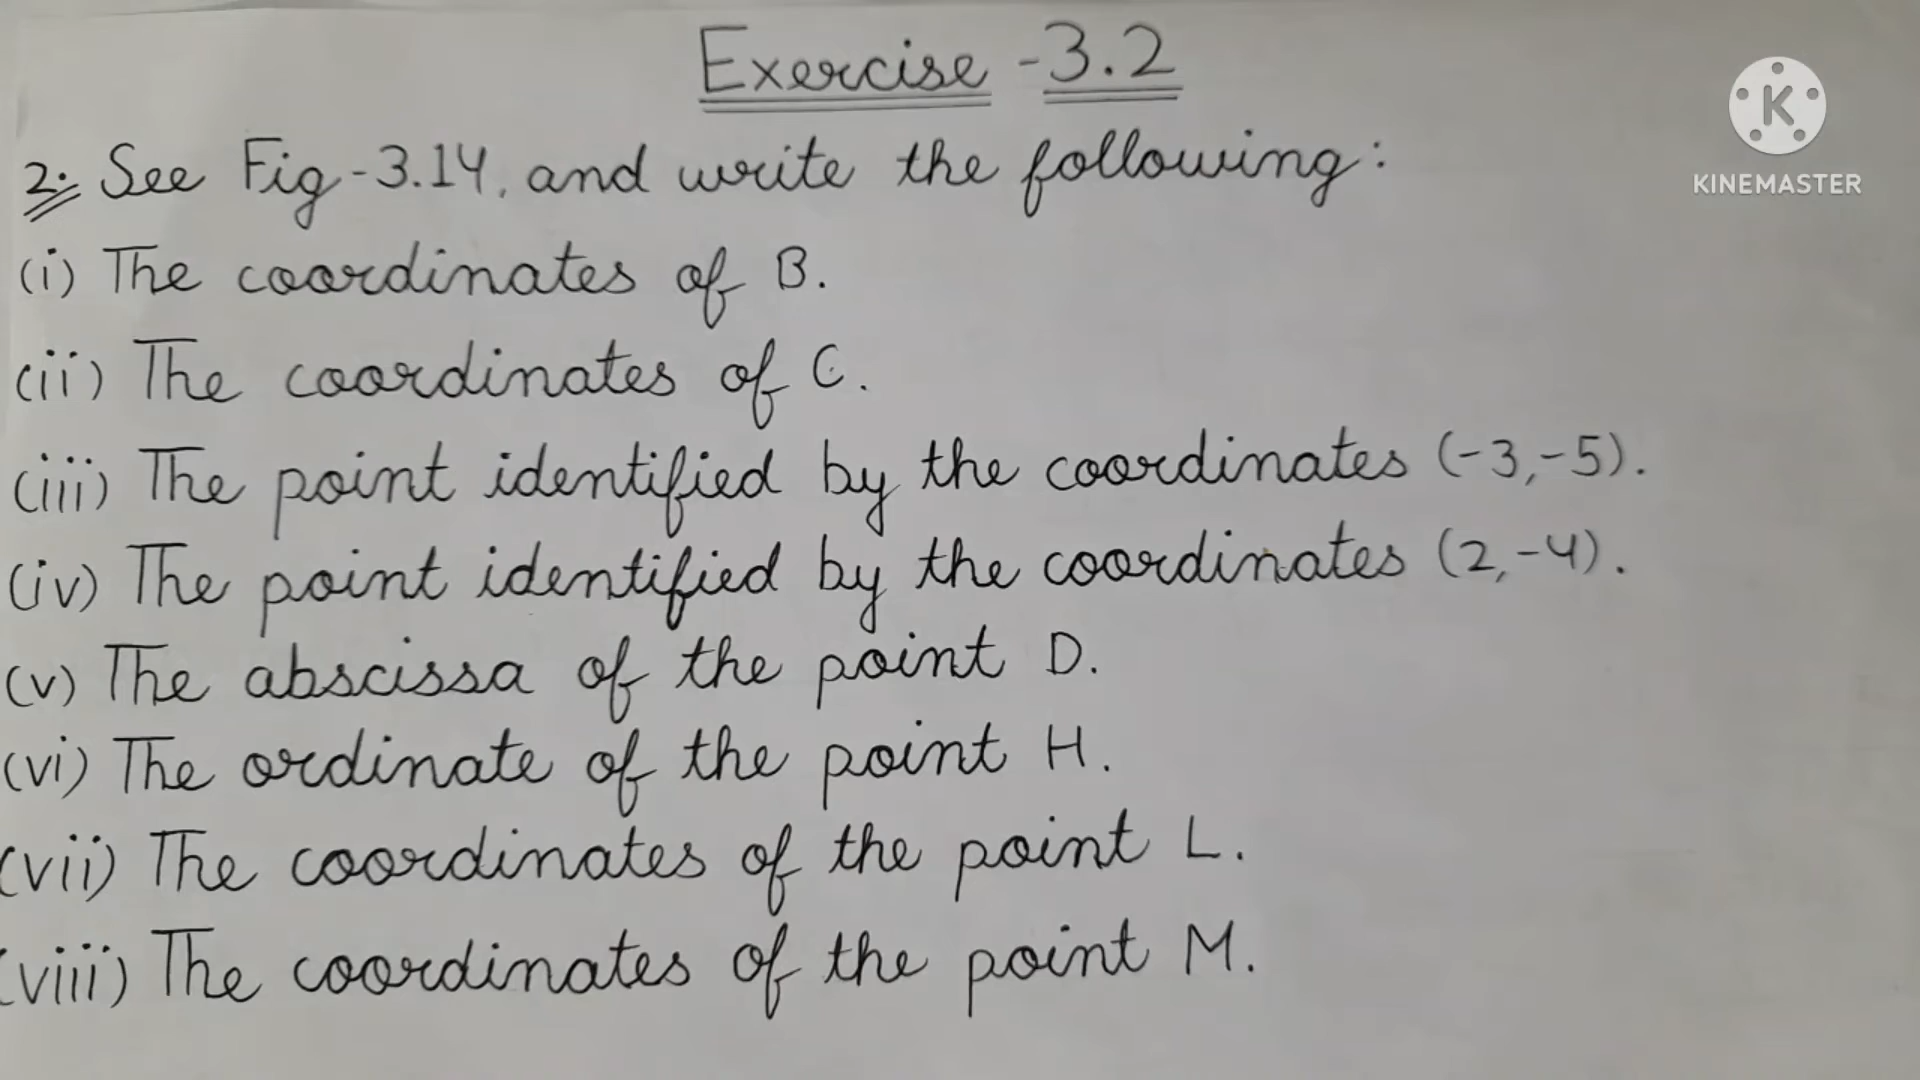 Exercise - 3.2
K
KINEMASTER
2. See Fig-3.14, and write the following:
(i) The coordinates of B.
(ii) The coordinates of C.
(iii) The point identified by the coordinates (-3,-5).
(iv) The point identified by the coordinates (2,-4).
(v) The abscissa of the point D.
(vi) The ordinate of the point H.
(vii) The coordinates of the point L.
(viii) The coordinates of the point M.